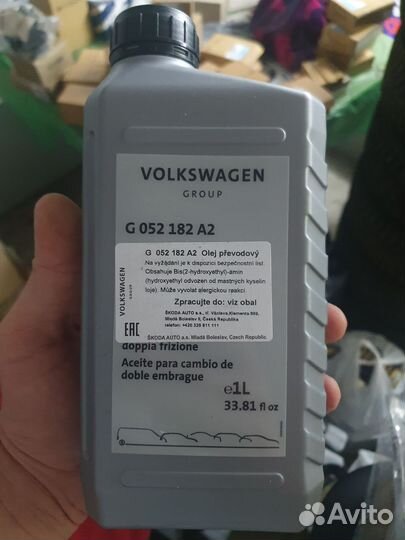 VOLKSWAGEN
GROUP
G 052 182 A2
G 052 182 A2 Olej převodový
Na vyžádání je k dispozici bezpečnostní list.
Obsahuje Bis(2-hydroxyethyl)-amin
(hydroxyethyl odvozen od mastných kyselin
loje). Může vyvolat alergickou reakci.
Zpracujte do: viz obal
ŠKODA AUTO a.s., tř. Václava Klementa 869,
Mladá Boleslav II, Česká Republika,
telefon: +420 326 811 111
ŠKODA AUTO a.s. Mladá Boleslav, Czech Republic.
VOLKSWAGEN
GROUP
EAC
doppia frizione
Aceite para cambio de
doble embrague
e1L
33.81 fl oz
Avito